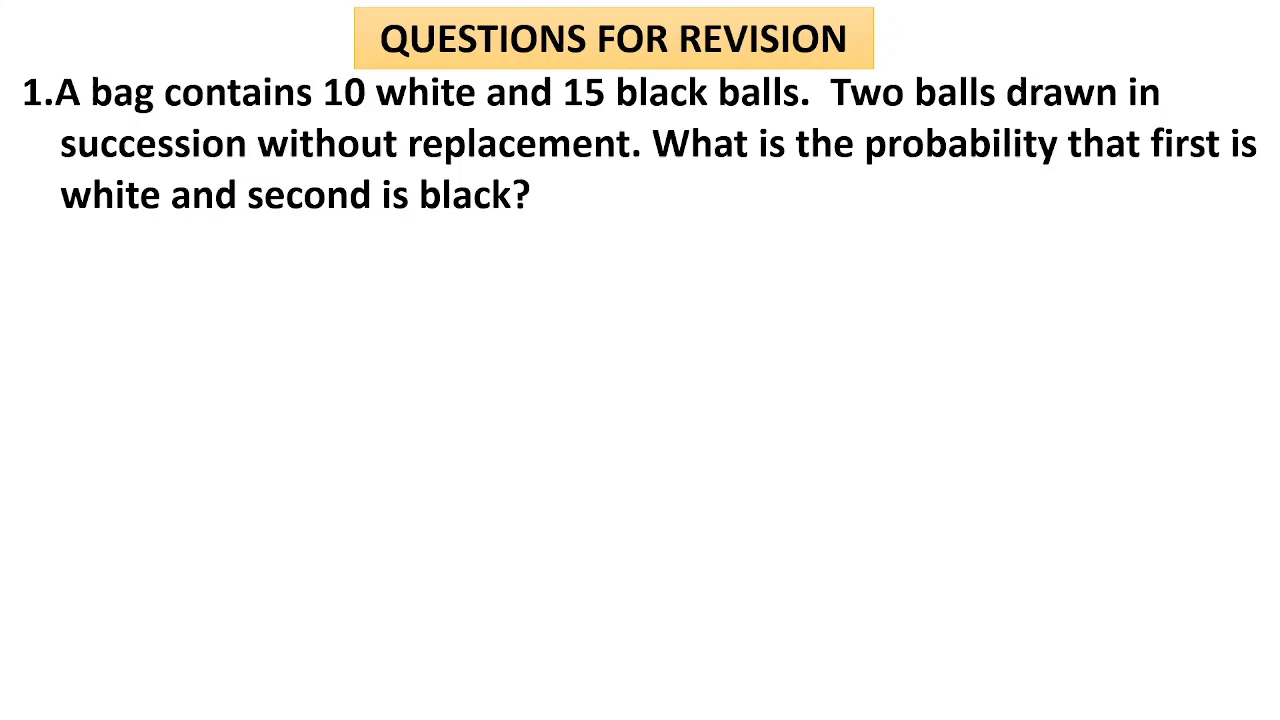 QUESTIONS FOR REVISION
1.A bag contains 10 white and 15 black balls.  Two balls drawn in
succession without replacement. What is the probability that first is
white and second is black?